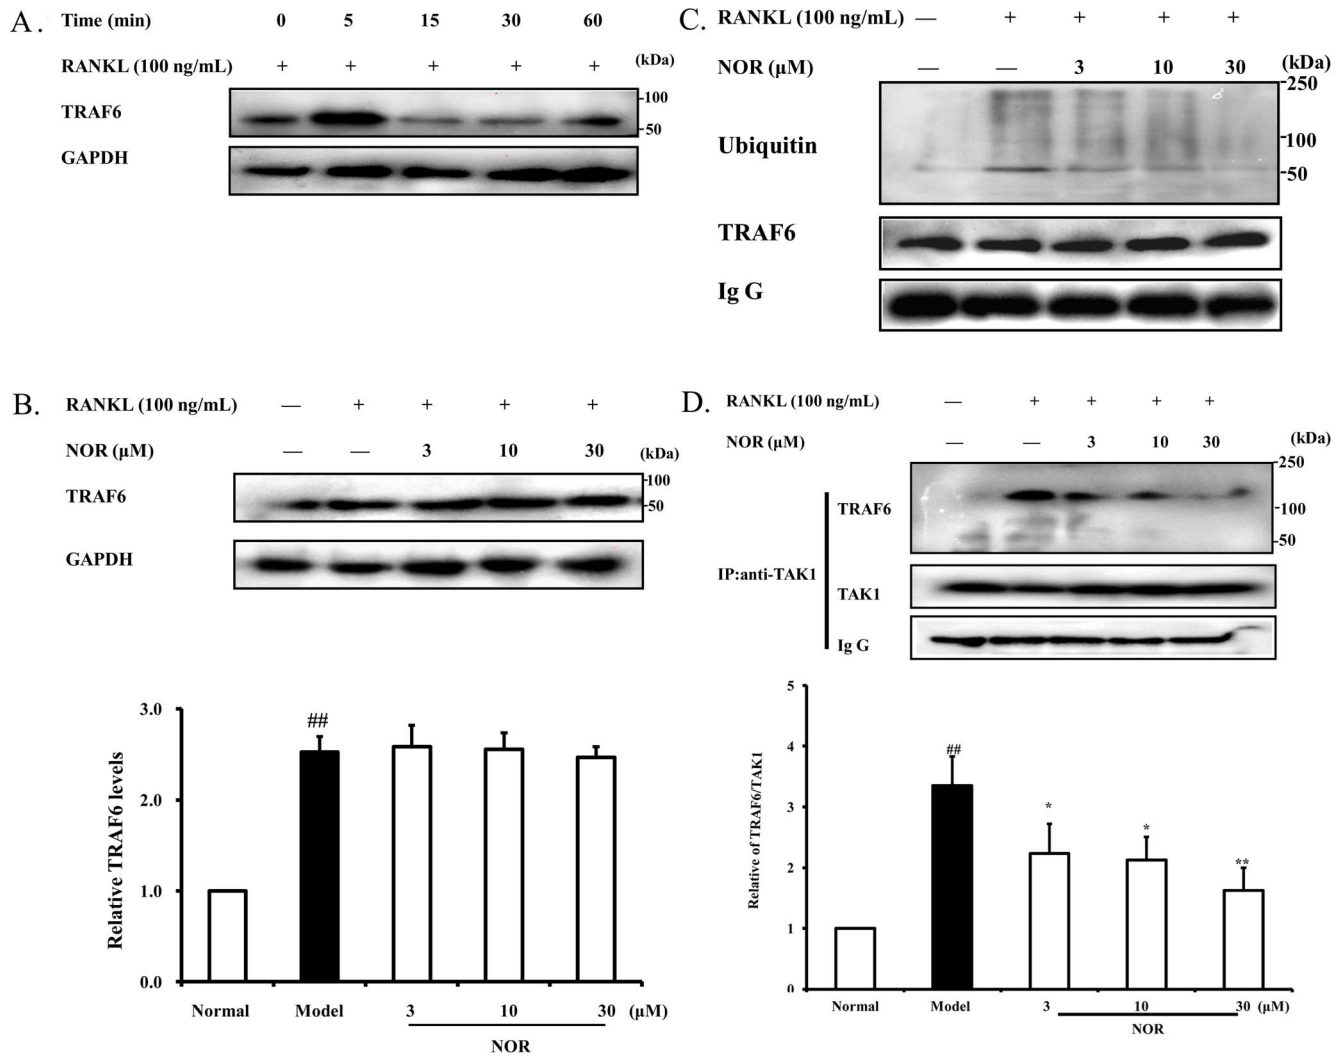 A. Time (min) 0 5 15 30 60
RANKL (100 ng/mL) + + + + + (kDa)
TRAF6 -100
-50
GAPDH
B. RANKL (100 ng/mL) — + + + +
NOR (μM) — — 3 10 30 (kDa)
TRAF6 -100
-50
GAPDH
3.0
2.0
1.0
0.0
Relative TRAF6 levels
##
Normal Model 3 10 30 (μM)
NOR
C. RANKL (100 ng/mL) — + + + +
NOR (μM) — — 3 10 30 (kDa)
-250
Ubiquitin -100
-50
TRAF6
Ig G
D. RANKL (100 ng/mL) — + + + +
NOR (μM) — — 3 10 30 (kDa)
-250
TRAF6 -100
-50
IP:anti-TAK1
TAK1
Ig G
5
4
3
2
1
0
Relative of TRAF6/TAK1
##
*
*
**
Normal Model 3 10 30 (μM)
NOR